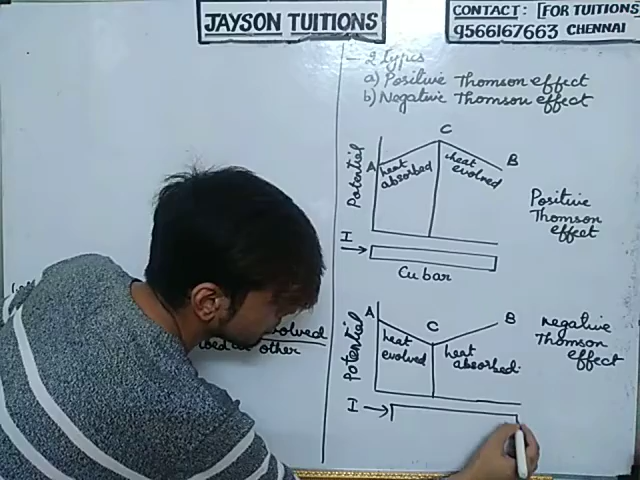 JAYSON TUITIONS
CONTACT: [FOR TUITIONS]
9566167663 CHENNAI
- 2 Types
a) Positive Thomson effect
b) Negative Thomson effect
Potential
A
C
B
heat absorbed
heat evolved
Positive
Thomson
effect
I
Cu bar
Potential
A
C
B
heat evolved
heat absorbed.
negative
Thomson
effect
I
other